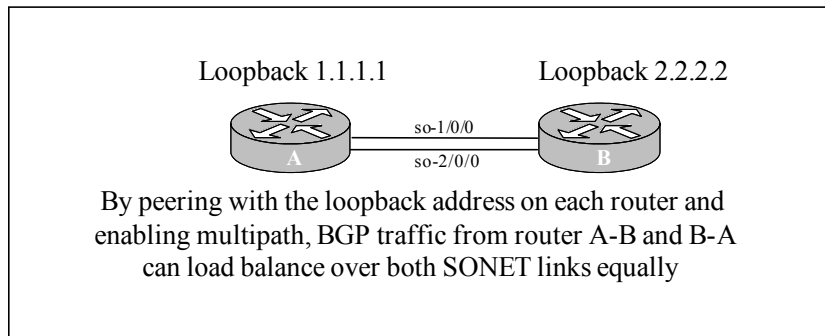 Loopback 1.1.1.1 Loopback 2.2.2.2
so-1/0/0
A so-2/0/0 B
By peering with the loopback address on each router and
enabling multipath, BGP traffic from router A-B and B-A
can load balance over both SONET links equally